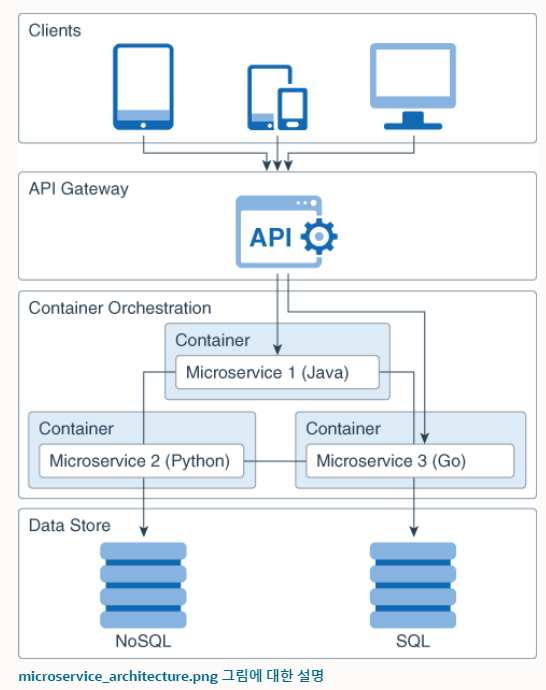 Clients
API Gateway
API
Container Orchestration
Container
Microservice 1 (Java)
Container
Microservice 2 (Python)
Container
Microservice 3 (Go)
Data Store
NoSQL
SQL
microservice_architecture.png 그림에 대한 설명